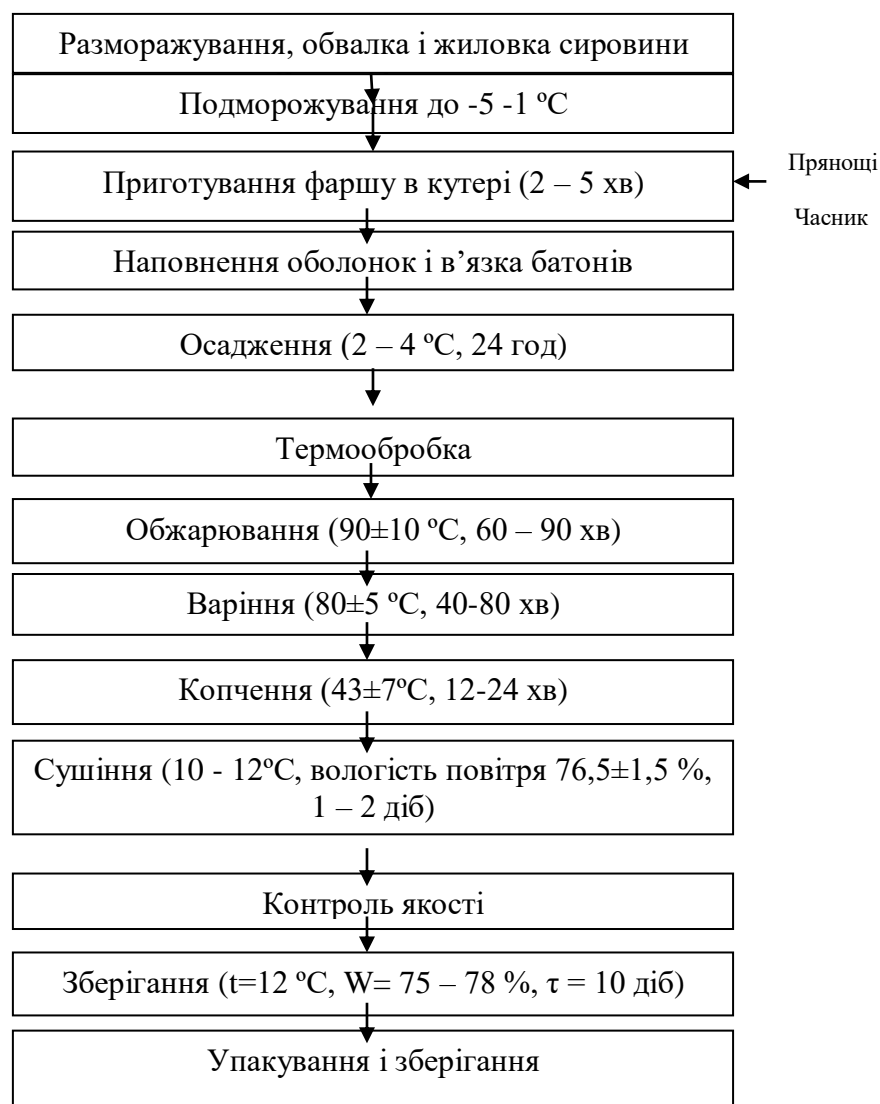 Разморажування, обвалка і жиловка сировини
Подморожування до -5 -1 ºС
Приготування фаршу в кутері (2 – 5 хв)
Прянощі
Часник
Наповнення оболонок і в’язка батонів
Осадження (2 – 4 ºС, 24 год)
Термообробка
Обжарювання (90±10 ºС, 60 – 90 хв)
Варіння (80±5 ºС, 40-80 хв)
Копчення (43±7ºС, 12-24 хв)
Сушіння (10 - 12ºС, вологість повітря 76,5±1,5 %,
1 – 2 діб)
Контроль якості
Зберігання (t=12 ºС, W= 75 – 78 %, τ = 10 діб)
Упакування і зберігання